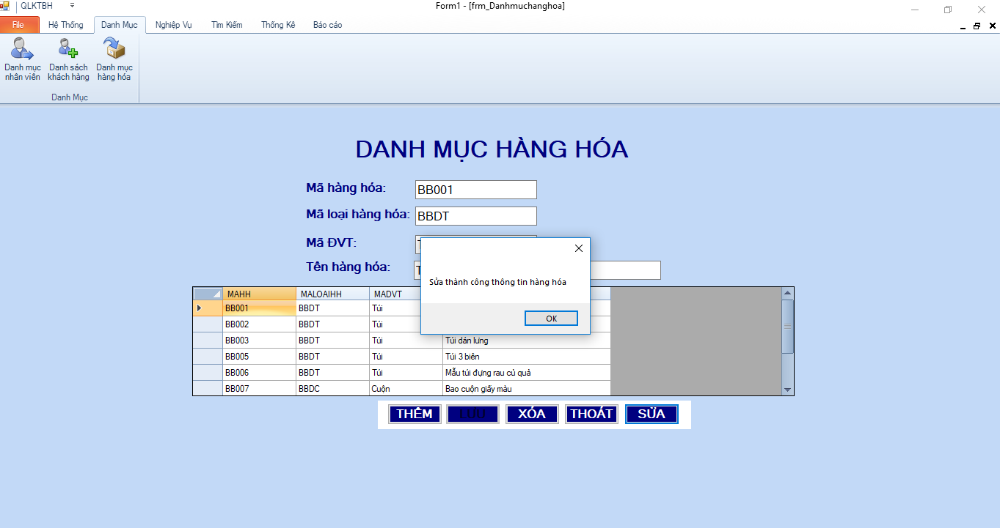 QLKTBH
Form1 - [frm_Danhmuchanghoa]
File Hệ Thống Danh Mục Nghiệp Vụ Tìm Kiếm Thống Kê Báo cáo
Danh mục nhân viên
Danh sách khách hàng
Danh mục hàng hóa
Danh Mục
DANH MỤC HÀNG HÓA
Mã hàng hóa: BB001
Mã loại hàng hóa: BBDT
Mã ĐVT:
Tên hàng hóa:
Sửa thành công thông tin hàng hóa
OK
MAHH MALOAIHH MADVT
BB001 BBDT Túi
BB002 BBDT Túi
BB003 BBDT Túi Túi dán lưng
BB005 BBDT Túi Túi 3 biên
BB006 BBDT Túi Mẫu túi đựng rau củ quả
BB007 BBDC Cuộn Bao cuộn giấy màu
THÊM LƯU XÓA THOÁT SỬA